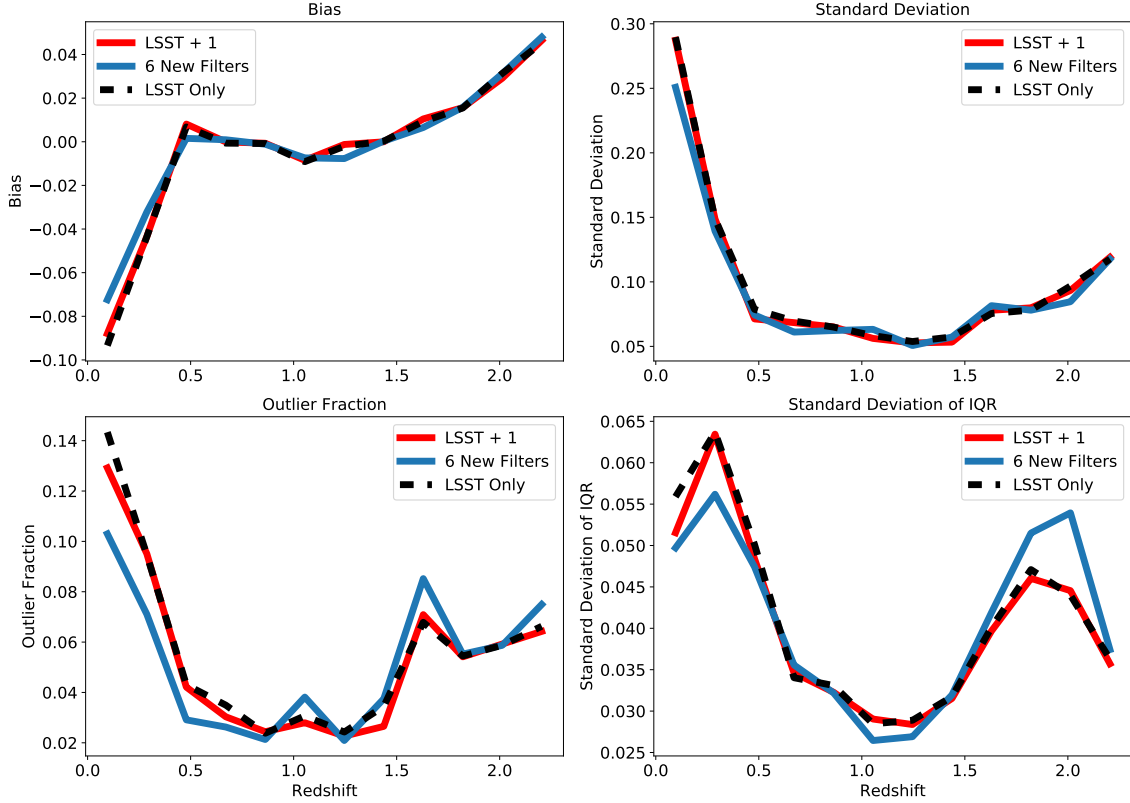 Bias
0.04
0.02
0.00
−0.02
−0.04
−0.06
−0.08
−0.10
Bias
LSST + 1
6 New Filters
LSST Only
0.0 0.5 1.0 1.5 2.0
Standard Deviation
0.30
0.25
0.20
0.15
0.10
0.05
Standard Deviation
LSST + 1
6 New Filters
LSST Only
0.0 0.5 1.0 1.5 2.0
Outlier Fraction
0.14
0.12
0.10
0.08
0.06
0.04
0.02
Outlier Fraction
LSST + 1
6 New Filters
LSST Only
0.0 0.5 1.0 1.5 2.0
Redshift
Standard Deviation of IQR
0.065
0.060
0.055
0.050
0.045
0.040
0.035
0.030
0.025
Standard Deviation of IQR
LSST + 1
6 New Filters
LSST Only
0.0 0.5 1.0 1.5 2.0
Redshift